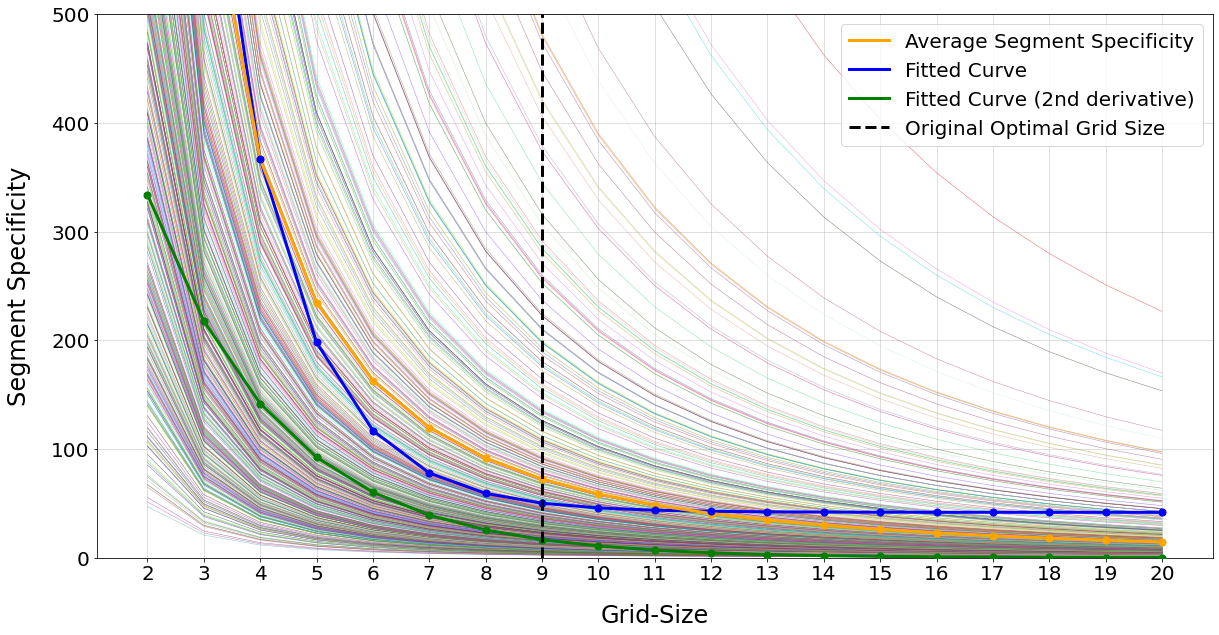 500
400
300
200
100
0
Segment Specificity
Average Segment Specificity
Fitted Curve
Fitted Curve (2nd derivative)
Original Optimal Grid Size
2 3 4 5 6 7 8 9 10 11 12 13 14 15 16 17 18 19 20
Grid-Size